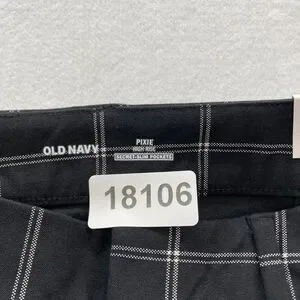 OLD NAVY
PIXIE
HIGH-RISE
SECRET-SLIM POCKETS
18106